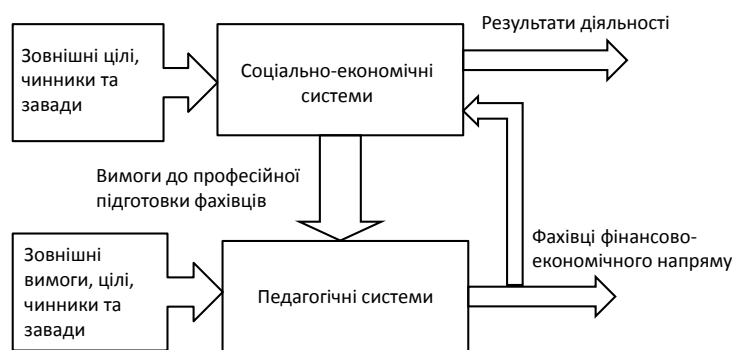 Зовнішні цілі,
чинники та
завади
Соціально-економічні
системи
Результати діяльності
Вимоги до професійної
підготовки фахівців
Зовнішні
вимоги, цілі,
чинники та
завади
Педагогічні системи
Фахівці фінансово-
економічного напряму